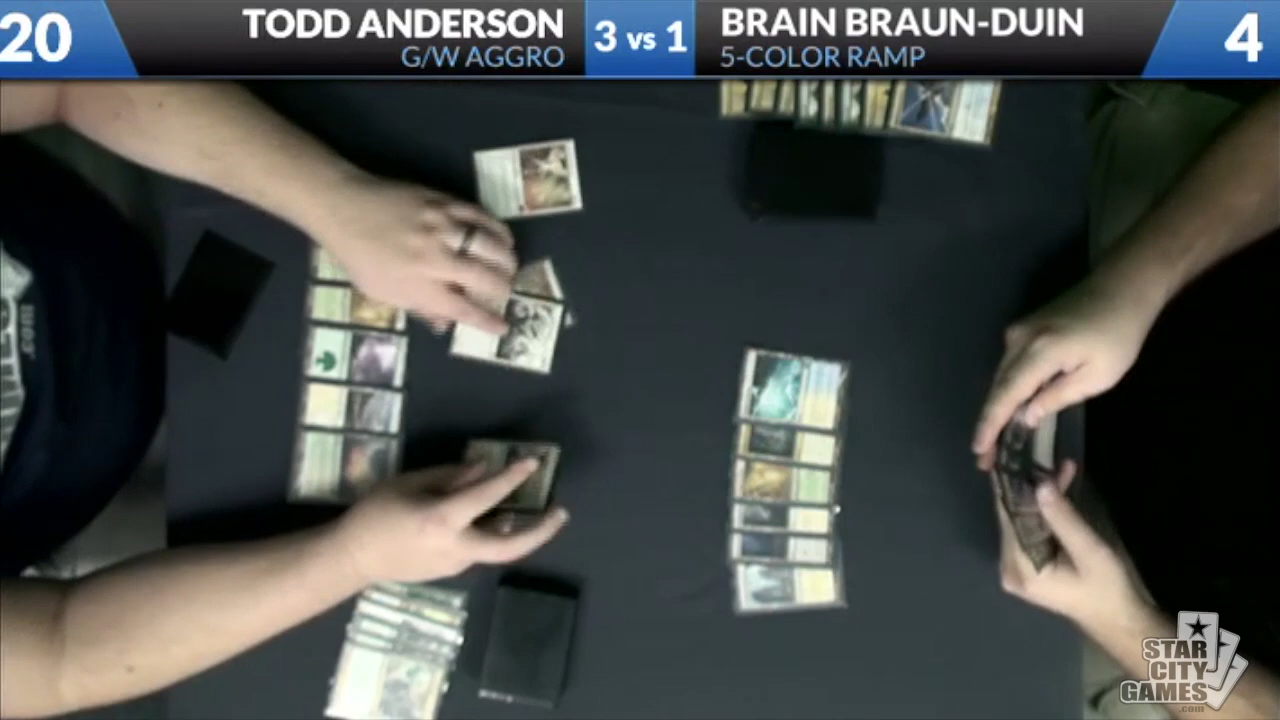 20
TODD ANDERSON
G/W AGGRO
3 vs 1
BRAIN BRAUN-DUIN
5-COLOR RAMP
4
STAR
CITY
GAMES
.com